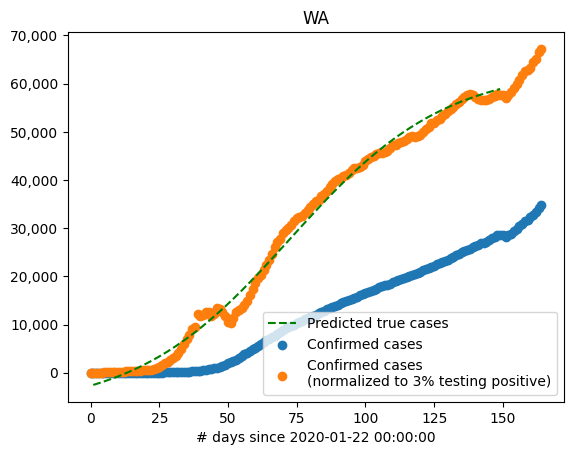 WA
70,000
60,000
50,000
40,000
30,000
20,000
10,000
0
Predicted true cases
Confirmed cases
Confirmed cases
(normalized to 3% testing positive)
0 25 50 75 100 125 150
# days since 2020-01-22 00:00:00